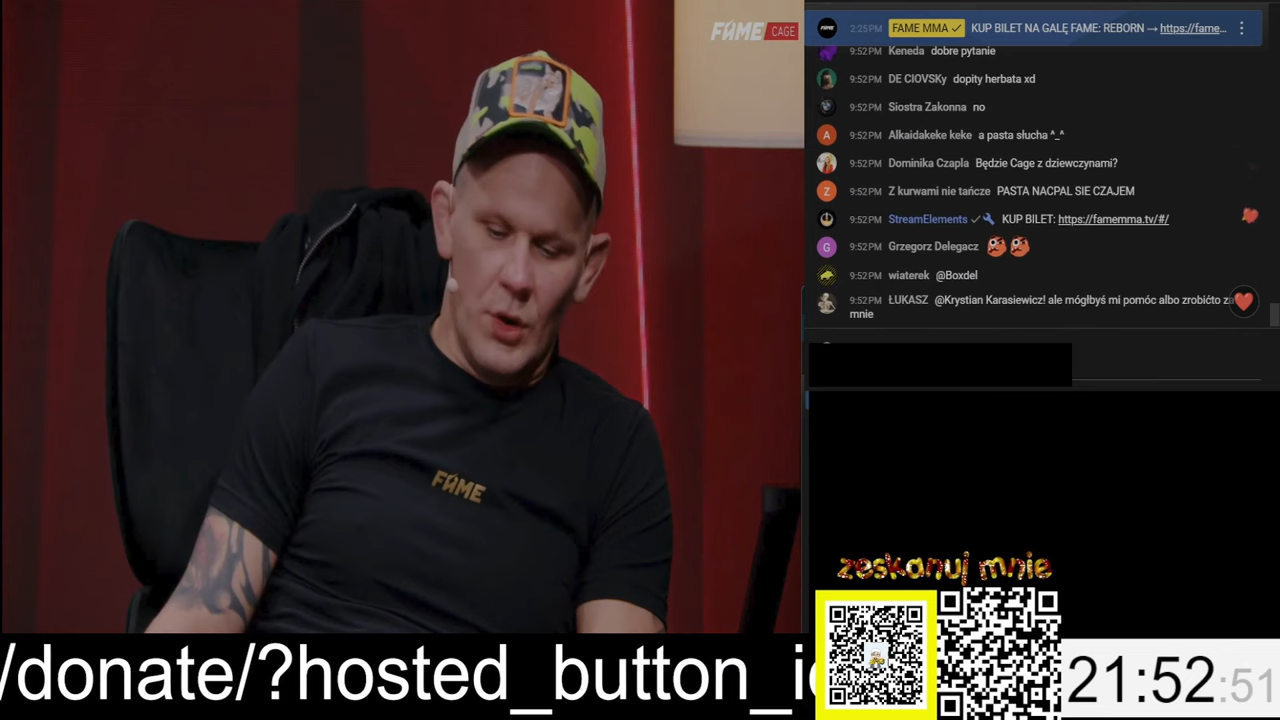 FAME CAGE
FAME
2:25PM FAME MMA KUP BILET NA GALĘ FAME: REBORN → https://fame...
9:52PM Keneda dobre pytanie
9:52PM DE CIOVSKy dopity herbata xd
9:52PM Siostra Zakonna no
9:52PM Alkaidakeke keke a pasta słucha ^_^
9:52PM Dominika Czapla Będzie Cage z dziewczynami?
9:52PM Z kurwami nie tańcze PASTA NACPAL SIE CZAJEM
9:52PM StreamElements KUP BILET: https://famemma.tv/#/
9:52PM Grzegorz Delegacz
9:52PM wiaterek @Boxdel
9:52PM ŁUKASZ @Krystian Karasiewicz! ale mógłbyś mi pomóc albo zrobićto za
mnie
zeskanuj mnie
/donate/?hosted_button_i
21:52:51